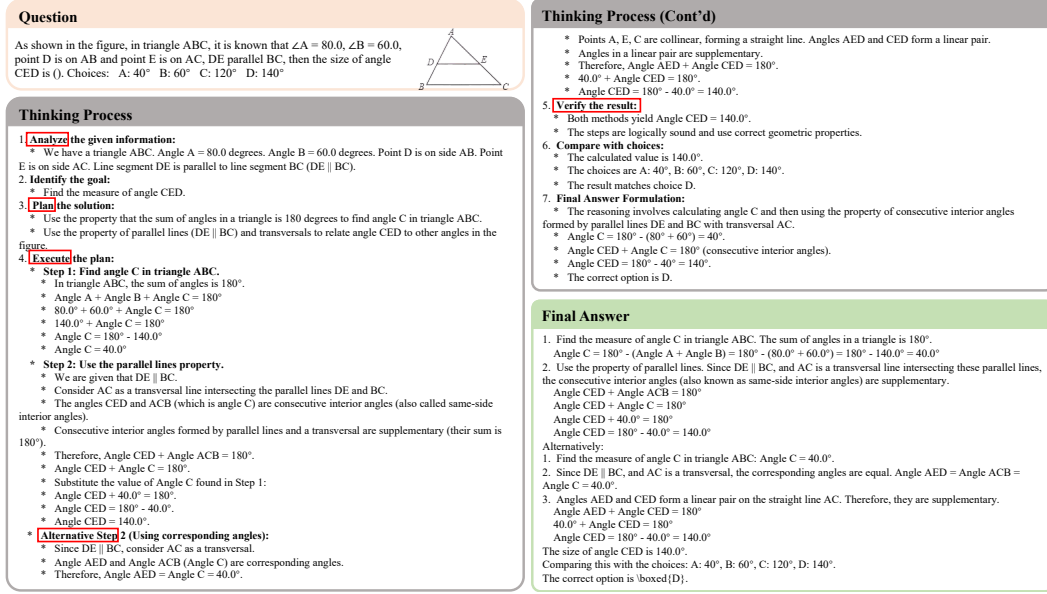 Question
As shown in the figure, in triangle ABC, it is known that ∠A = 80.0, ∠B = 60.0,
point D is on AB and point E is on AC, DE parallel BC, then the size of angle
CED is (). Choices: A: 40° B: 60° C: 120° D: 140°
A
D
E
B
C
Thinking Process
1. Analyze the given information:
* We have a triangle ABC. Angle A = 80.0 degrees. Angle B = 60.0 degrees. Point D is on side AB. Point
E is on side AC. Line segment DE is parallel to line segment BC (DE || BC).
2. Identify the goal:
* Find the measure of angle CED.
3. Plan the solution:
* Use the property that the sum of angles in a triangle is 180 degrees to find angle C in triangle ABC.
* Use the property of parallel lines (DE || BC) and transversals to relate angle CED to other angles in the
figure.
4. Execute the plan:
* Step 1: Find angle C in triangle ABC.
* In triangle ABC, the sum of angles is 180°.
* Angle A + Angle B + Angle C = 180°
* 80.0° + 60.0° + Angle C = 180°
* 140.0° + Angle C = 180°
* Angle C = 180° - 140.0°
* Angle C = 40.0°
* Step 2: Use the parallel lines property.
* We are given that DE || BC.
* Consider AC as a transversal line intersecting the parallel lines DE and BC.
* The angles CED and ACB (which is angle C) are consecutive interior angles (also called same-side
interior angles).
* Consecutive interior angles formed by parallel lines and a transversal are supplementary (their sum is
180°).
* Therefore, Angle CED + Angle ACB = 180°.
* Angle CED + Angle C = 180°.
* Substitute the value of Angle C found in Step 1:
* Angle CED + 40.0° = 180°.
* Angle CED = 180° - 40.0°.
* Angle CED = 140.0°.
* Alternative Step 2 (Using corresponding angles):
* Since DE || BC, consider AC as a transversal.
* Angle AED and Angle ACB (Angle C) are corresponding angles.
* Therefore, Angle AED = Angle C = 40.0°.
Thinking Process (Cont'd)
* Points A, E, C are collinear, forming a straight line. Angles AED and CED form a linear pair.
* Angles in a linear pair are supplementary.
* Therefore, Angle AED + Angle CED = 180°.
* 40.0° + Angle CED = 180°.
* Angle CED = 180° - 40.0° = 140.0°.
5. Verify the result:
* Both methods yield Angle CED = 140.0°.
* The steps are logically sound and use correct geometric properties.
6. Compare with choices:
* The calculated value is 140.0°.
* The choices are A: 40°, B: 60°, C: 120°, D: 140°.
* The result matches choice D.
7. Final Answer Formulation:
* The reasoning involves calculating angle C and then using the property of consecutive interior angles
formed by parallel lines DE and BC with transversal AC.
* Angle C = 180° - (80° + 60°) = 40°.
* Angle CED + Angle C = 180° (consecutive interior angles).
* Angle CED = 180° - 40° = 140°.
* The correct option is D.
Final Answer
1. Find the measure of angle C in triangle ABC. The sum of angles in a triangle is 180°.
Angle C = 180° - (Angle A + Angle B) = 180° - (80.0° + 60.0°) = 180° - 140.0° = 40.0°
2. Use the property of parallel lines. Since DE || BC, and AC is a transversal line intersecting these parallel lines,
the consecutive interior angles (also known as same-side interior angles) are supplementary.
Angle CED + Angle ACB = 180°
Angle CED + Angle C = 180°
Angle CED + 40.0° = 180°
Angle CED = 180° - 40.0° = 140.0°
Alternatively:
1. Find the measure of angle C in triangle ABC: Angle C = 40.0°.
2. Since DE || BC, and AC is a transversal, the corresponding angles are equal. Angle AED = Angle ACB =
Angle C = 40.0°.
3. Angles AED and CED form a linear pair on the straight line AC. Therefore, they are supplementary.
Angle AED + Angle CED = 180°
40.0° + Angle CED = 180°
Angle CED = 180° - 40.0° = 140.0°
The size of angle CED is 140.0°.
Comparing this with the choices: A: 40°, B: 60°, C: 120°, D: 140°.
The correct option is \boxed{D}.